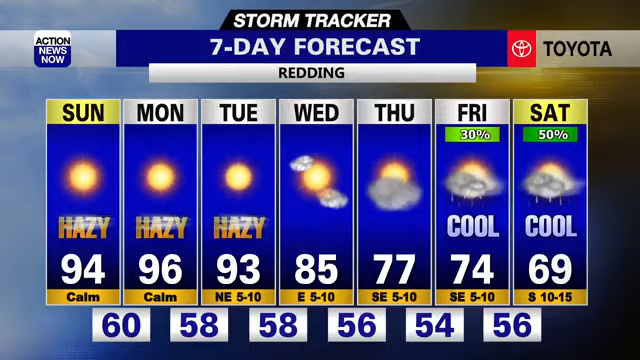 STORM TRACKER
ACTION
NEWS
NOW
7-DAY FORECAST
TOYOTA
REDDING
SUN MON TUE WED THU FRI SAT
30% 50%
HAZY HAZY HAZY COOL COOL
94 96 93 85 77 74 69
Calm Calm NE 5-10 E 5-10 SE 5-10 SE 5-10 S 10-15
60 58 58 56 54 56